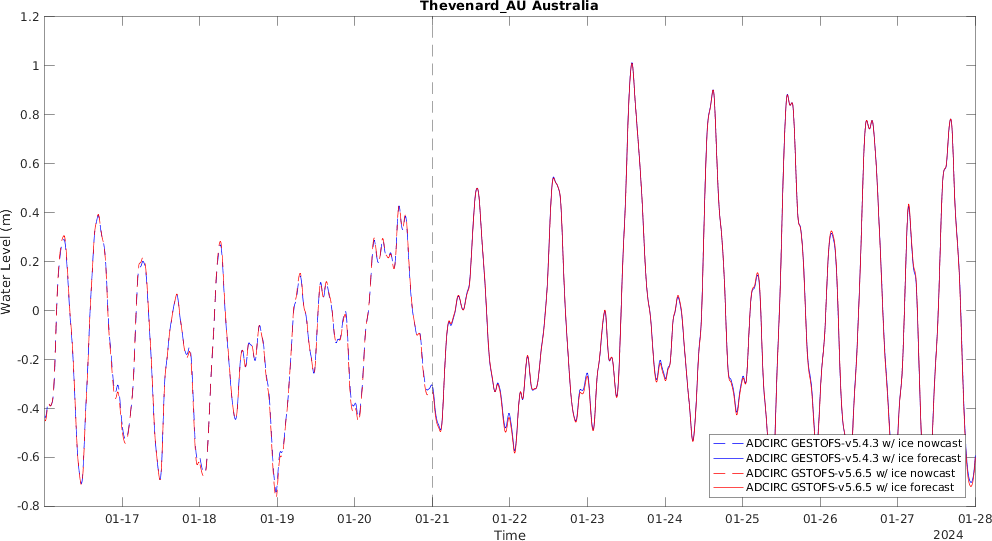 Thevenard_AU Australia
1.2
1
0.8
0.6
0.4
0.2
0
-0.2
-0.4
-0.6
-0.8
Water Level (m)
ADCIRC GESTOFS-v5.4.3 w/ ice nowcast
ADCIRC GESTOFS-v5.4.3 w/ ice forecast
ADCIRC GSTOFS-v5.6.5 w/ ice nowcast
ADCIRC GSTOFS-v5.6.5 w/ ice forecast
01-17 01-18 01-19 01-20 01-21 01-22 01-23 01-24 01-25 01-26 01-27 01-28
Time
2024